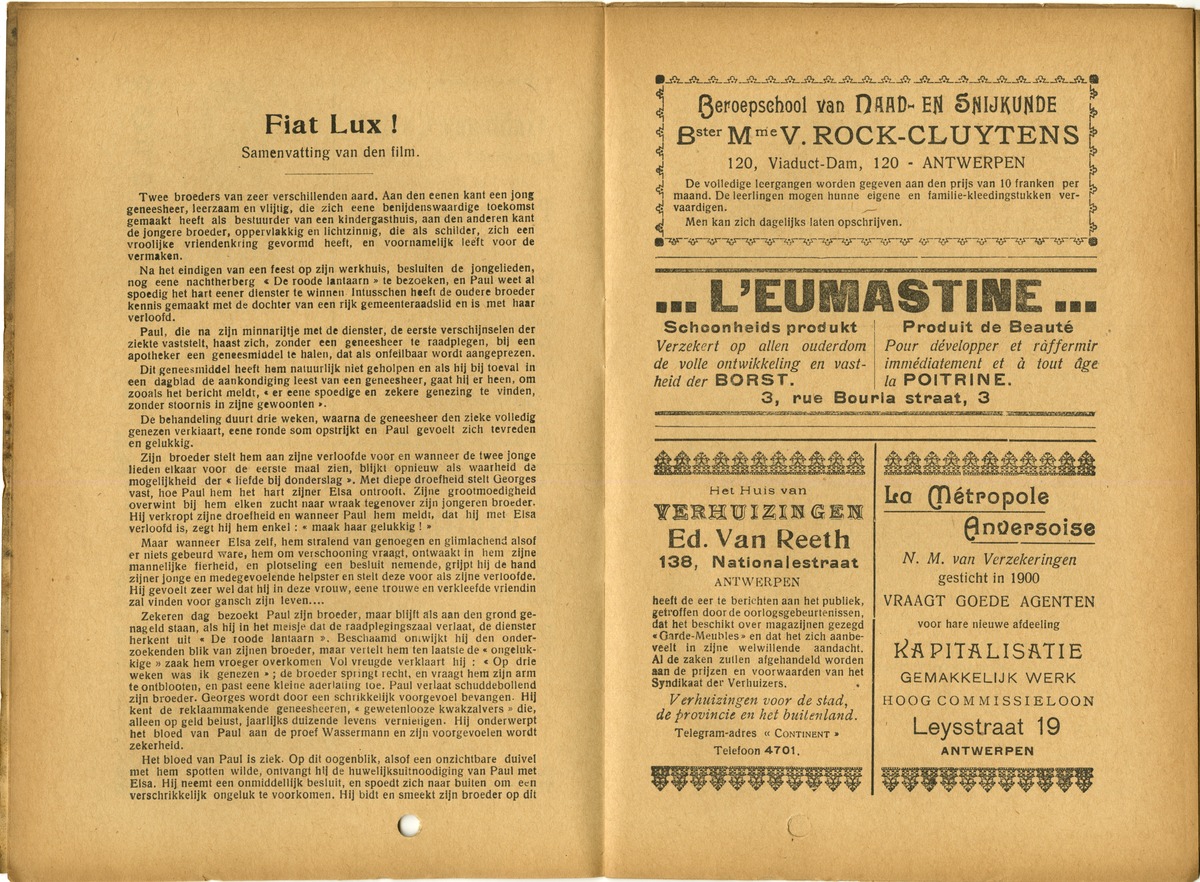 Fiat Lux !
Samenvatting van den film.
Twee broeders van zeer verschillenden aard. Aan den eenen kant een jong
geneesheer, leerzaam en vlijtig, die zich eene benijdenswaardige toekomst
gemaakt heeft als bestuurder van een kindergasthuis, aan den anderen kant
de jongere broeder, oppervlakkig en lichtzinnig, die als schilder, zich een
vroolijke vriendenkring gevormd heeft, en voornamelijk leeft voor de
vermaken.
Na het eindigen van een feest op zijn werkhuis, besluiten de jongelieden,
nog eene nachtherberg « De roode lantaarn » te bezoeken, en Paul weet al
spoedig het hart eener dienster te winnen Intusschen heeft de oudere broeder
kennis gemaakt met de dochter van een rijk gemeenteraadslid en is met haar
verloofd.
Paul, die na zijn minnarijtje met de dienster, de eerste verschijnselen der
ziekte vaststelt, haast zich, zonder een geneesheer te raadplegen, bij een
apotheker een geneesmiddel te halen, dat als onfeilbaar wordt aangeprezen.
Dit geneesmiddel heeft hem natuurlijk niet geholpen en als hij bij toeval in
een dagblad de aankondiging leest van een geneesheer, gaat hij er heen, om
zooals het bericht meldt, « er eene spoedige en zekere genezing te vinden,
zonder stoornis in zijne gewoonten ».
De behandeling duurt drie weken, waarna de geneesheer den zieke volledig
genezen verklaart, eene ronde som opstrijkt en Paul gevoelt zich tevreden
en gelukkig.
Zijn broeder stelt hem aan zijne verloofde voor en wanneer de twee jonge
lieden elkaar voor de eerste maal zien, blijkt opnieuw als waarheid de
mogelijkheid der « liefde bij donderslag ». Met diepe droefheid stelt Georges
vast, hoe Paul hem het hart zijner Elsa ontrooft. Zijne grootmoedigheid
overwint bij hem elken zucht naar wraak tegenover zijn jongeren broeder.
Hij verkropt zijne droefheid en wanneer Paul hem meldt, dat hij met Elsa
verloofd is, zegt hij hem enkel : « maak haar gelukkig ! »
Maar wanneer Elsa zelf, hem stralend van genoegen en glimlachend alsof
er niets gebeurd ware, hem om verschooning vraagt, ontwaakt in hem zijne
mannelijke fierheid, en plotseling een besluit nemende, grijpt hij de hand
zijner jonge en medegevoelende helpster en stelt deze voor als zijne verloofde.
Hij gevoelt zeer wel dat hij in deze vrouw, eene trouwe en verkleefde vriendin
zal vinden voor gansch zijn leven....
Zekeren dag bezoekt Paul zijn broeder, maar blijft als aan den grond ge-
nageld staan, als hij in het meisje dat de raadplegingszaal verlaat, de dienster
herkent uit « De roode lantaarn ». Beschaamd ontwijkt hij den onder-
zoekenden blik van zijnen broeder, maar vertelt hem ten laatste de « ongeluk-
kige » zaak hem vroeger overkomen Vol vreugde verklaart hij : « Op drie
weken was ik genezen » ; de broeder springt recht, en vraagt hem zijn arm
te ontblooten, en past eene kleine aderlating toe. Paul verlaat schuddebollend
zijn broeder. Georges wordt door een schrikkelijk voorgevoel bevangen. Hij
kent de reklaammakende geneesheeren, « gewetenlooze kwakzalvers » die,
alleen op geld belust, jaarlijks duizende levens vernietigen. Hij onderwerpt
het bloed van Paul aan de proef Wassermann en zijn voorgevoelen wordt
zekerheid.
Het bloed van Paul is ziek. Op dit oogenblik, alsof een onzichtbare duivel
met hem spotten wilde, ontvangt hij de huwelijksuitnoodiging van Paul met
Elsa. Hij neemt een onmiddellijk besluit, en spoedt zich naar buiten om een
verschrikkelijk ongeluk te voorkomen. Hij bidt en smeekt zijn broeder op dit
Beroepschool van NAAD- EN SNIJKUNDE
Bster Mme V. ROCK-CLUYTENS
120, Viaduct-Dam, 120 - ANTWERPEN
De volledige leergangen worden gegeven aan den prijs van 10 franken per
maand. De leerlingen mogen hunne eigene en familie-kleedingstukken ver-
vaardigen.
Men kan zich dagelijks laten opschrijven.
... L'EUMASTINE ...
Schoonheids produkt
Verzekert op allen ouderdom
de volle ontwikkeling en vast-
heid der BORST.
Produit de Beauté
Pour développer et ràffermir
immédiatement et à tout âge
la POITRINE.
3, rue Bourla straat, 3
Het Huis van
VERHUIZINGEN
Ed. Van Reeth
138, Nationalestraat
ANTWERPEN
heeft de eer te berichten aan het publiek,
getroffen door de oorlogsgebeurtenissen,
dat het beschikt over magazijnen gezegd
«Garde-Meubles» en dat het zich aanbe-
veelt in zijne welwillende aandacht.
Al de zaken zullen afgehandeld worden
aan de prijzen en voorwaarden van het
Syndikaat der Verhuizers.
Verhuizingen voor de stad,
de provincie en het buitenland.
Telegram-adres « CONTINENT »
Telefoon 4701.
La Métropole
Anversoise
N. M. van Verzekeringen
gesticht in 1900
VRAAGT GOEDE AGENTEN
voor hare nieuwe afdeeling
KAPITALISATIE
GEMAKKELIJK WERK
HOOG COMMISSIELOON
Leysstraat 19
ANTWERPEN